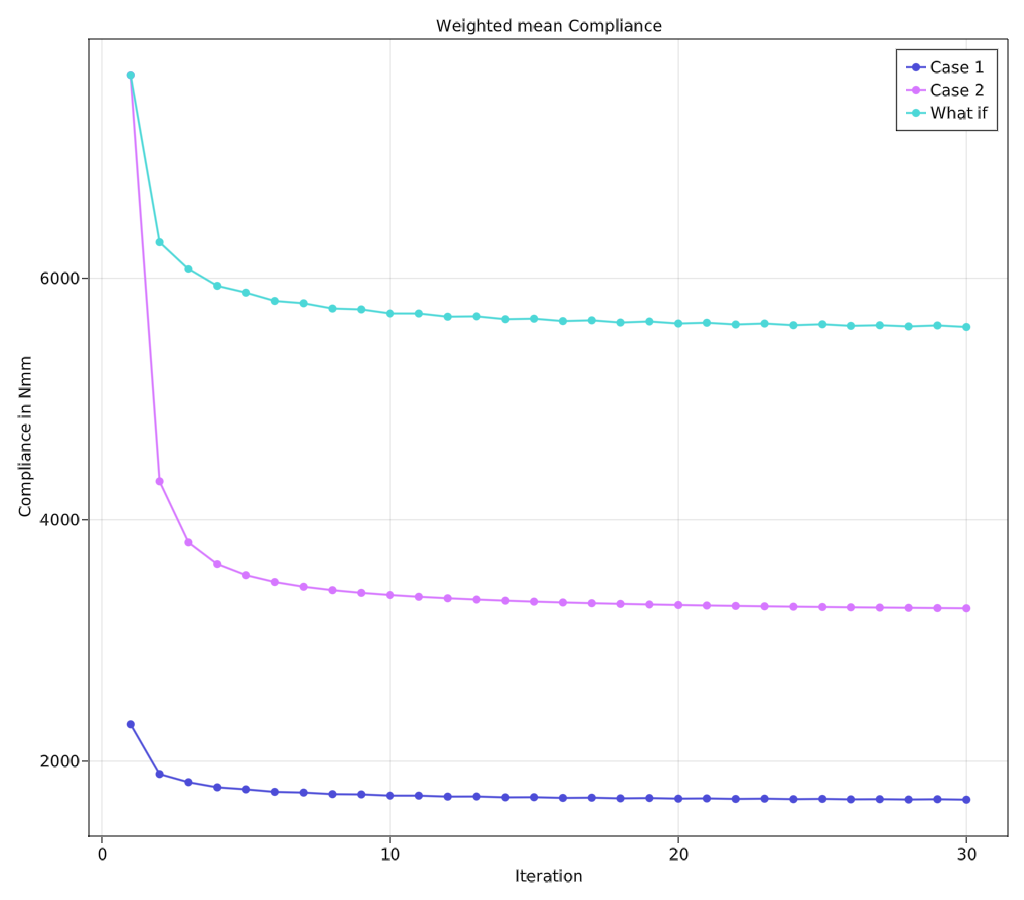 Weighted mean Compliance
Case 1
Case 2
What if
6000
4000
2000
Compliance in Nmm
0 10 20 30
Iteration